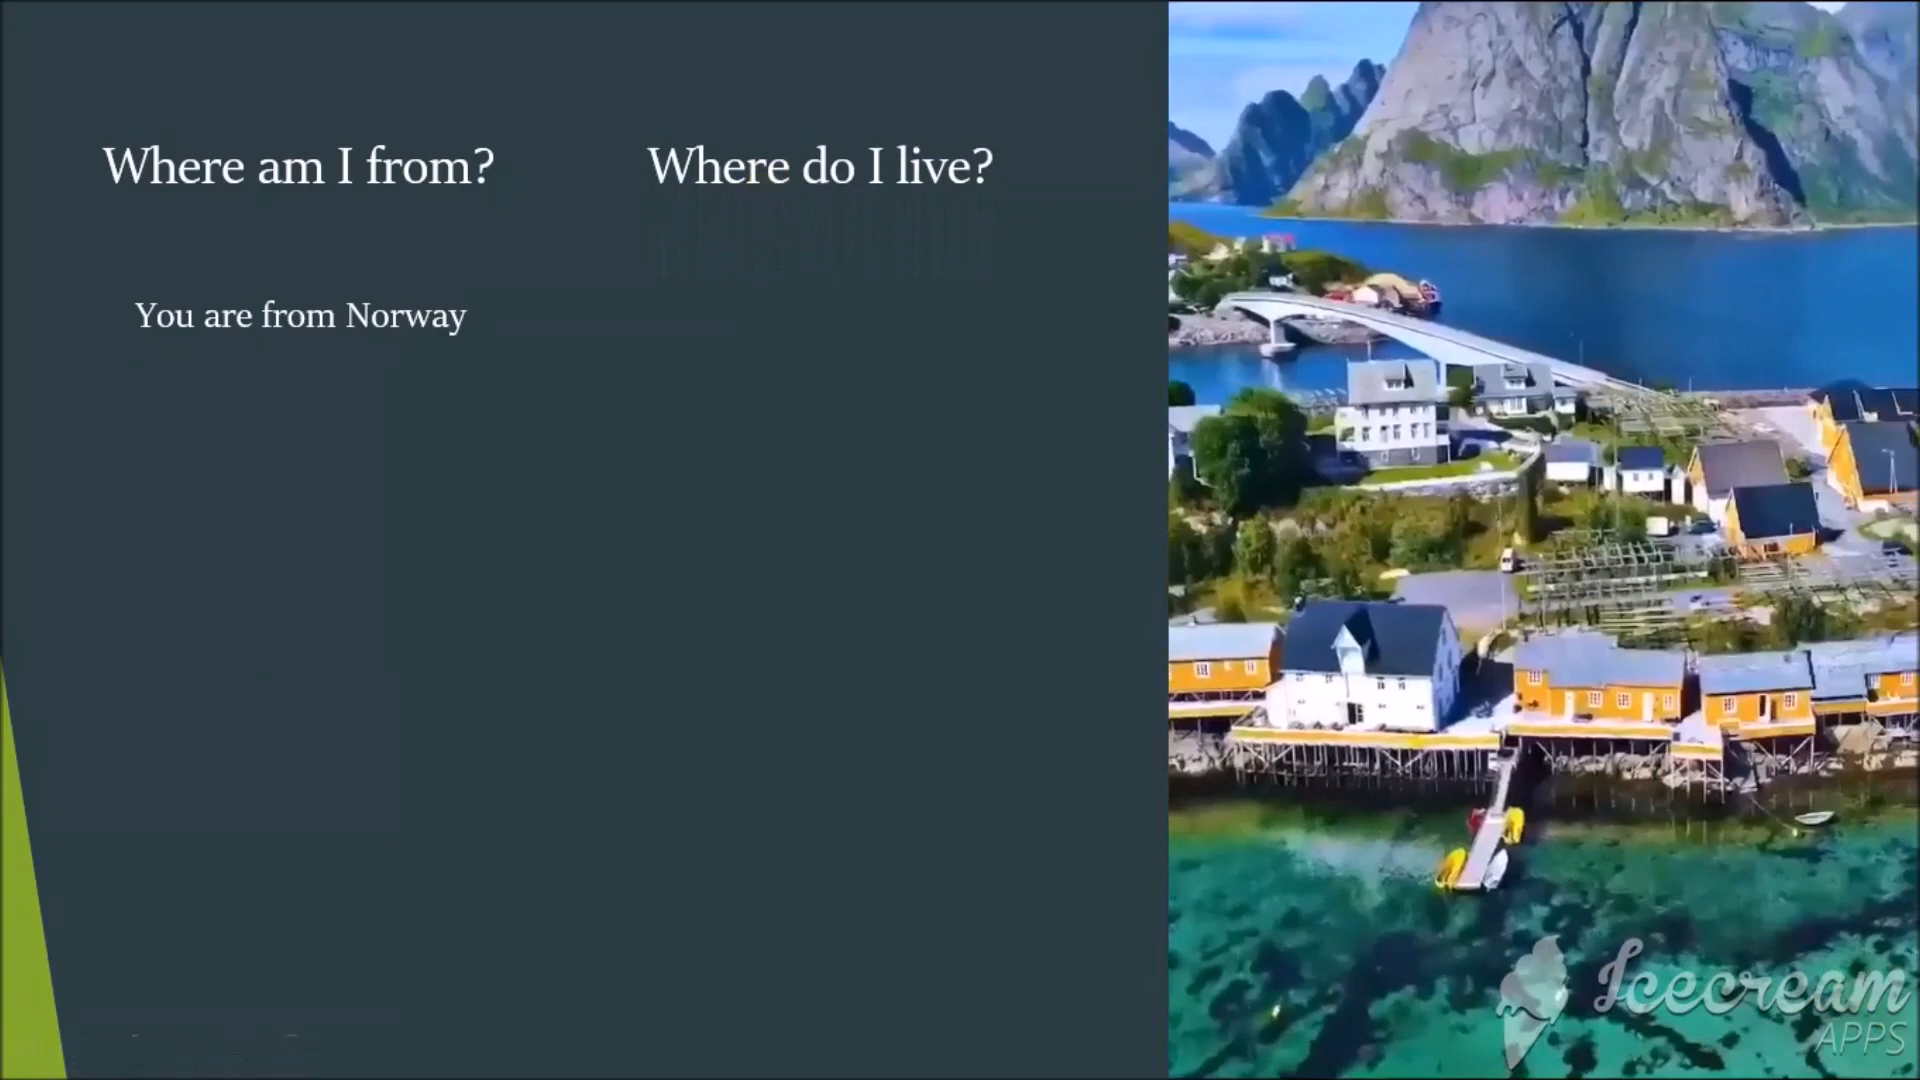 Where am I from?
Where do I live?
You are from Norway
Icecream
APPS